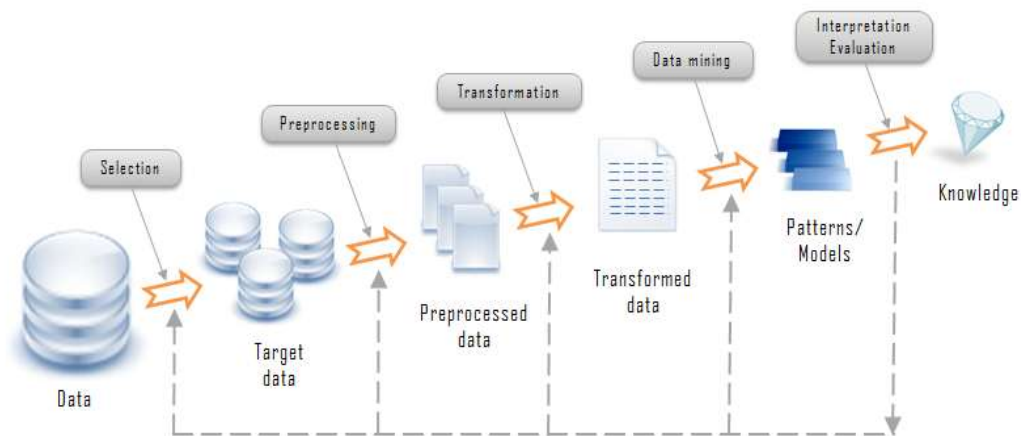 Interpretation
Evaluation
Data mining
Transformation
Preprocessing
Selection
Knowledge
Patterns/
Models
Transformed
data
Preprocessed
data
Target
data
Data